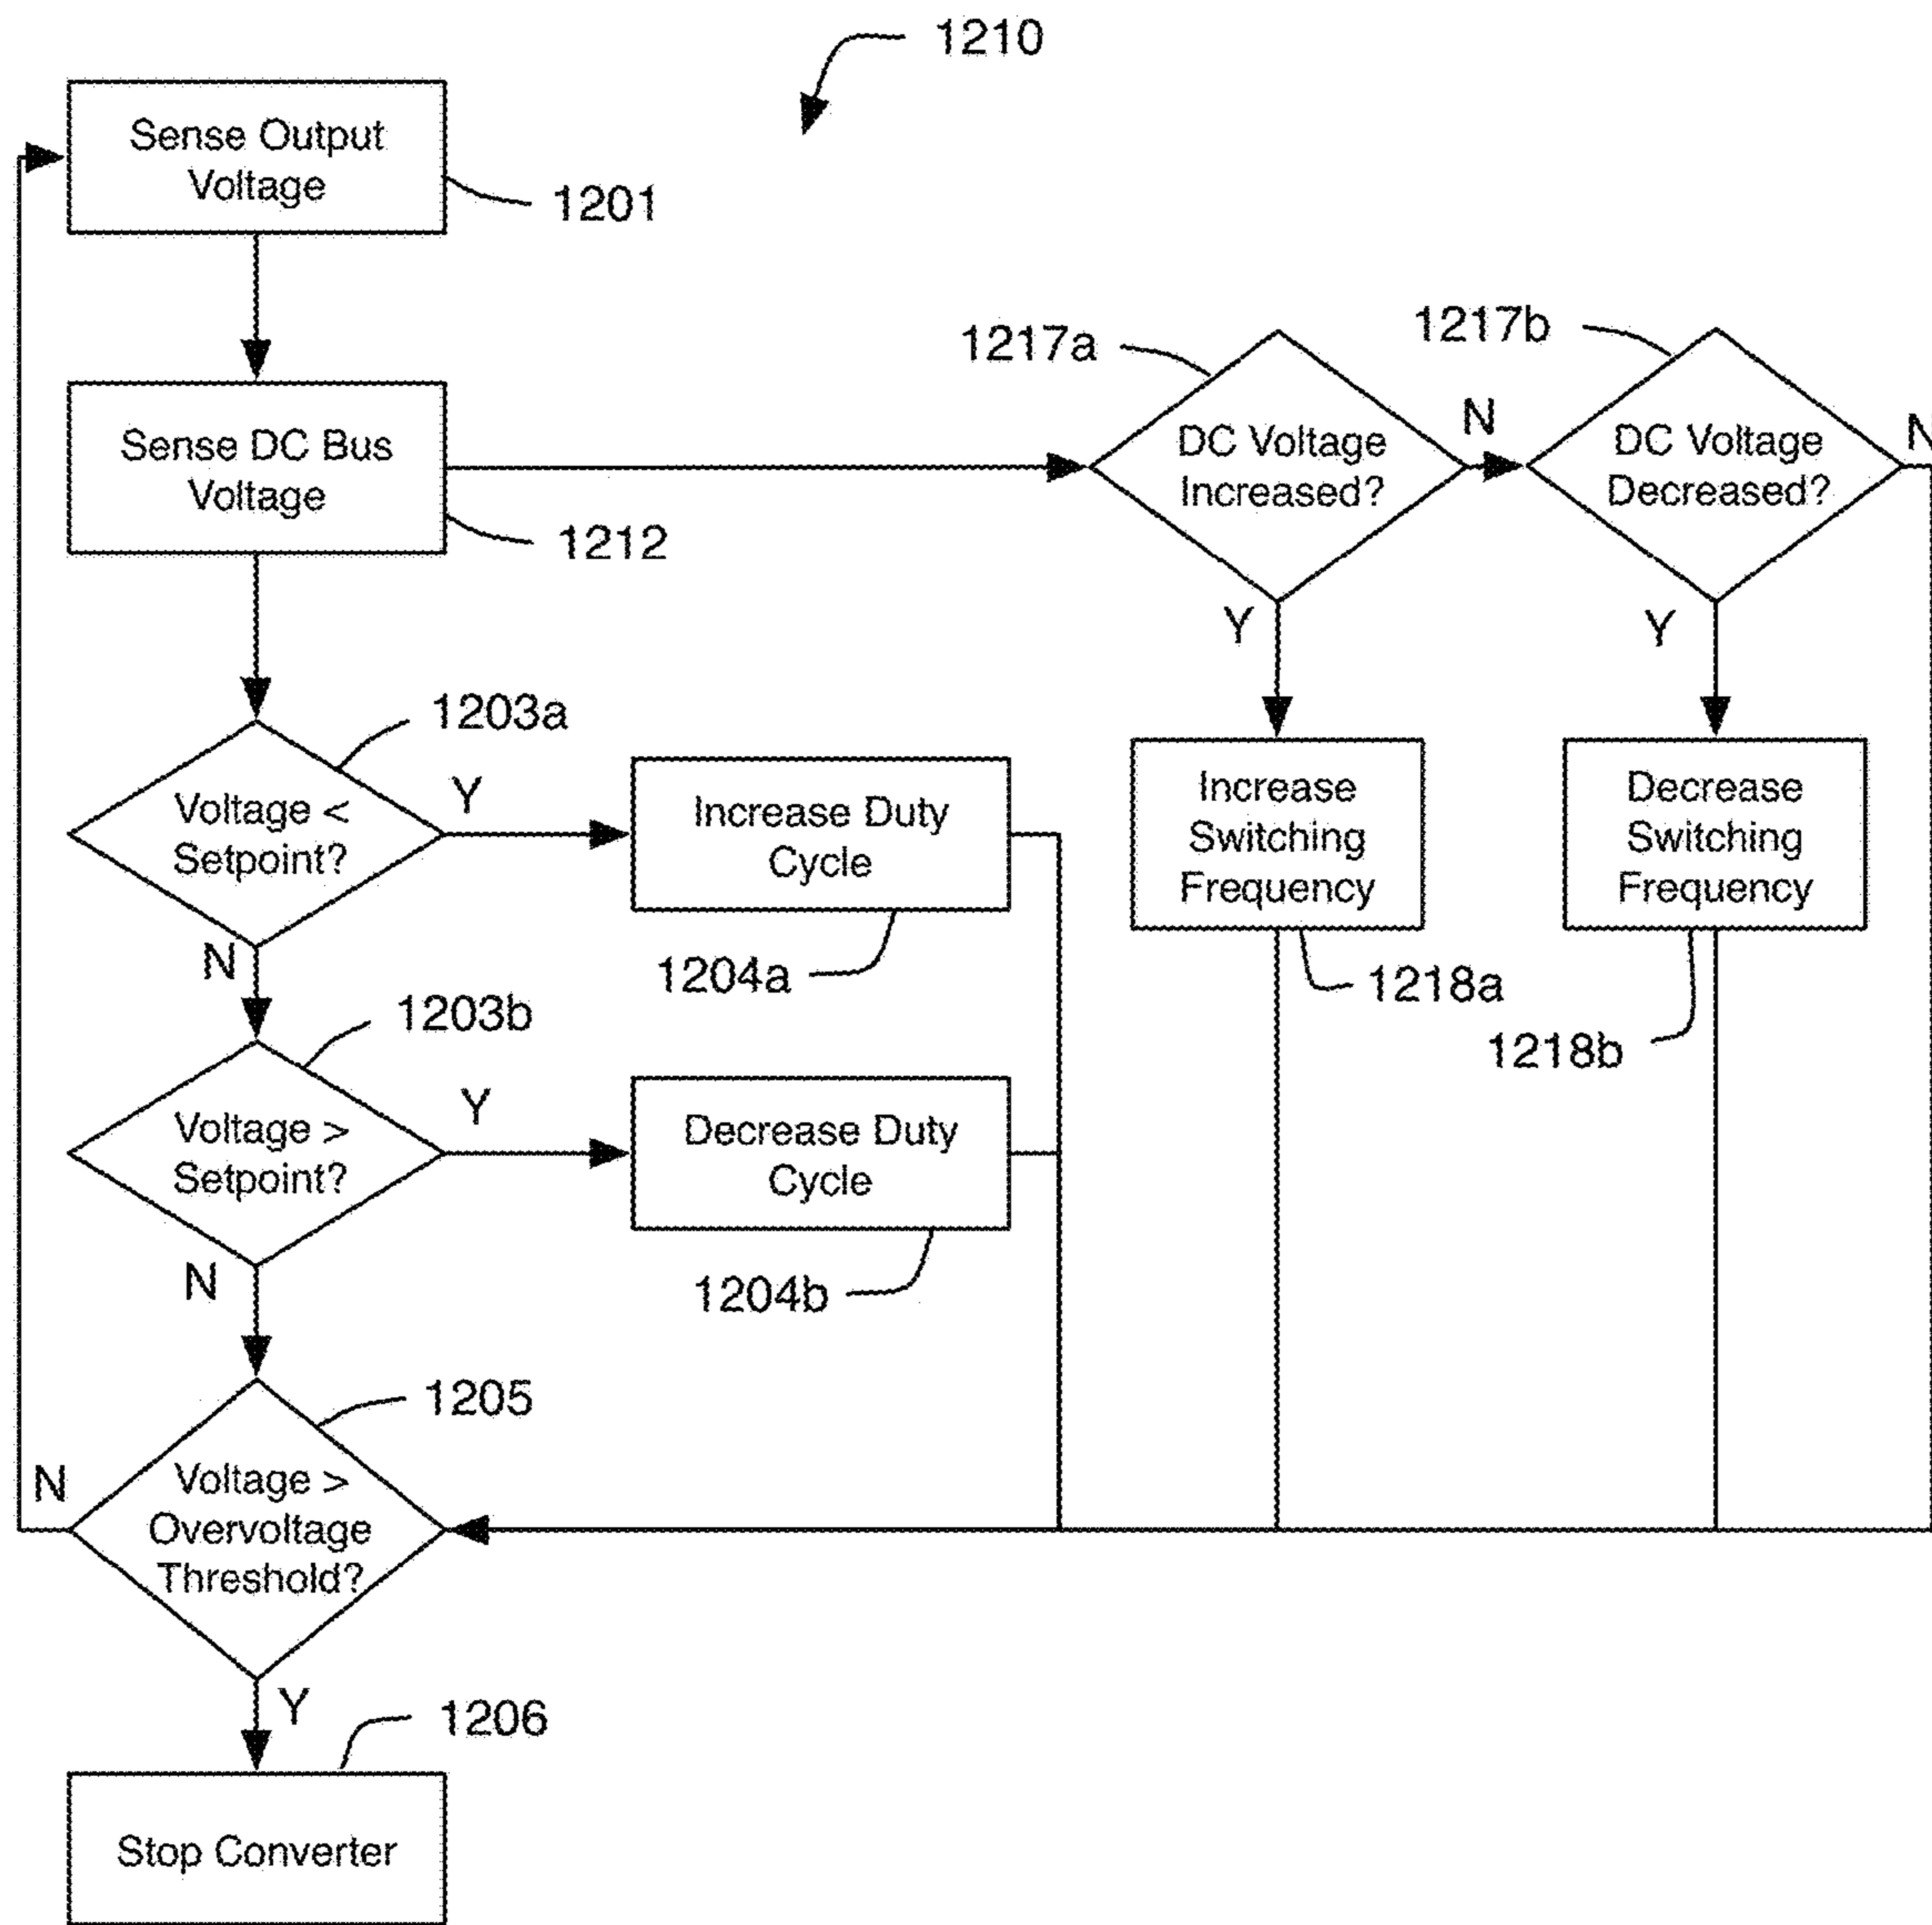 1210
Sense Output
Voltage
1201
Sense DC Bus
Voltage
1212
1217a
DC Voltage
Increased?
N
1217b
DC Voltage
Decreased?
N
Y
Y
1203a
Voltage <
Setpoint?
Y
Increase Duty
Cycle
1204a
Increase
Switching
Frequency
1218a
Decrease
Switching
Frequency
1218b
N
1203b
Voltage >
Setpoint?
Y
Decrease Duty
Cycle
1204b
N
1205
Voltage >
Overvoltage
Threshold?
N
Y
1206
Stop Converter